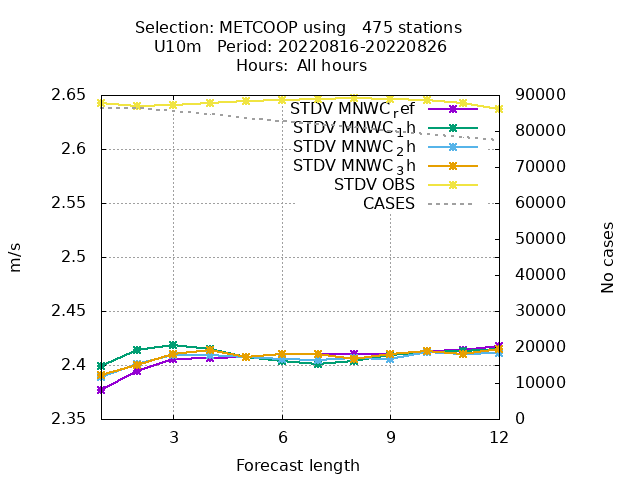 Selection: METCOOP using   475 stations
U10m   Period: 20220816-20220826
Hours:  All hours
2.65
2.6
2.55
2.5
2.45
2.4
2.35
90000
80000
70000
60000
50000
40000
30000
20000
10000
0
3
6
9
12
m/s
No cases
Forecast length
STDV MNWC_ref
STDV MNWC_1h
STDV MNWC_2h
STDV MNWC_3h
STDV OBS
CASES